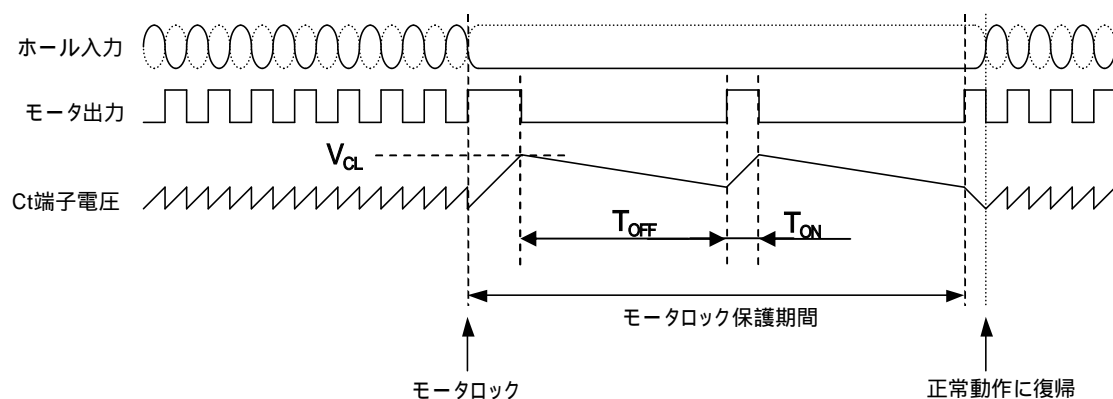 ホール入力
モータ出力
VCL
Ct端子電圧
TOFF
TON
モータロック保護期間
モータロック
正常動作に復帰